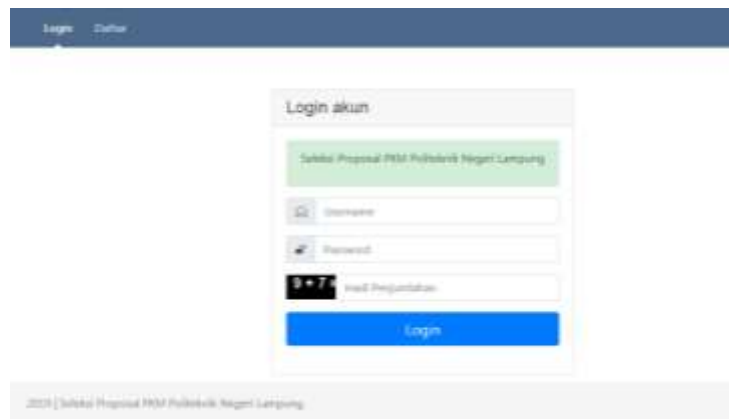 Login Daftar
Login akun
Seleksi Proposal PKM Politeknik Negeri Lampung
Username
Password
9 + 7 =
Hasil Penjumlahan
Login
2019 | Seleksi Proposal PKM Politeknik Negeri Lampung